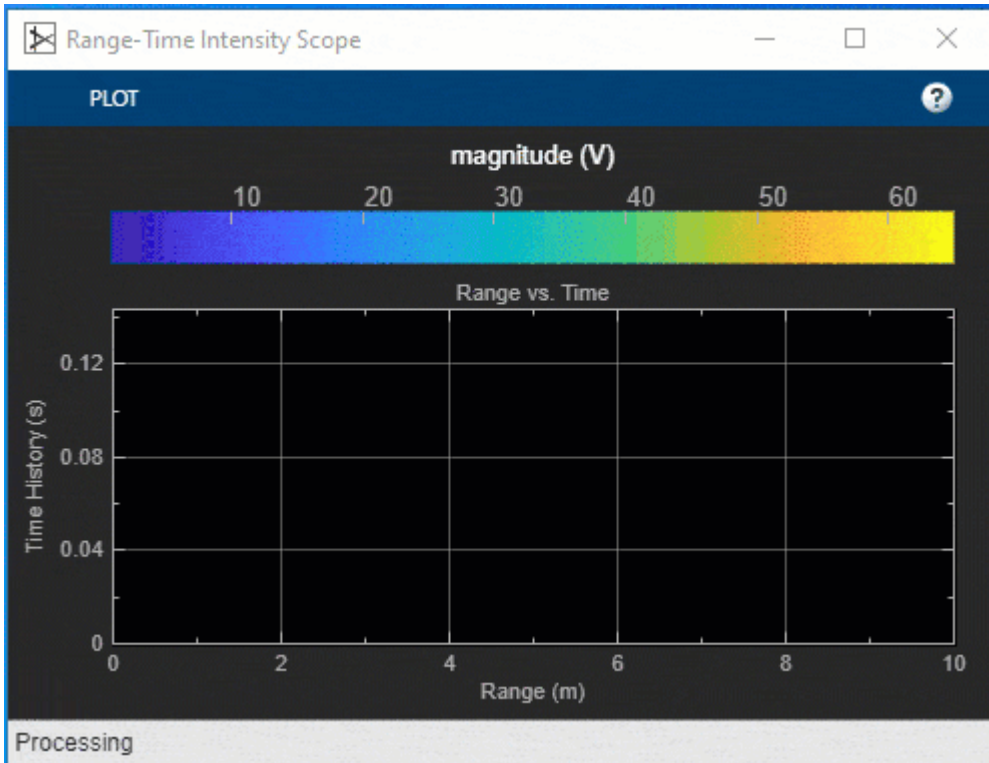 Range-Time Intensity Scope
PLOT
?
magnitude (V)
10 20 30 40 50 60
Range vs. Time
0.12
0.08
0.04
0
Time History (s)
0 2 4 6 8 10
Range (m)
Processing